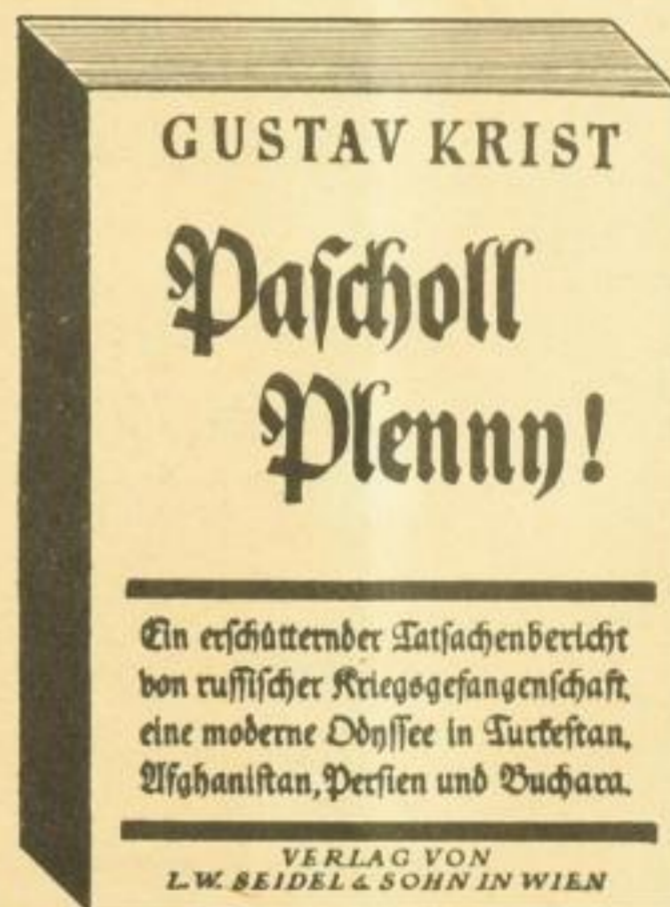 GUSTAV KRIST
Pascholl
Plenny!
Ein erschütternder Tatsachenbericht
von russischer Kriegsgefangenschaft,
eine moderne Odyssee in Turkestan,
Afghanistan, Persien und Buchara.
VERLAG VON
L.W. SEIDEL & SOHN IN WIEN